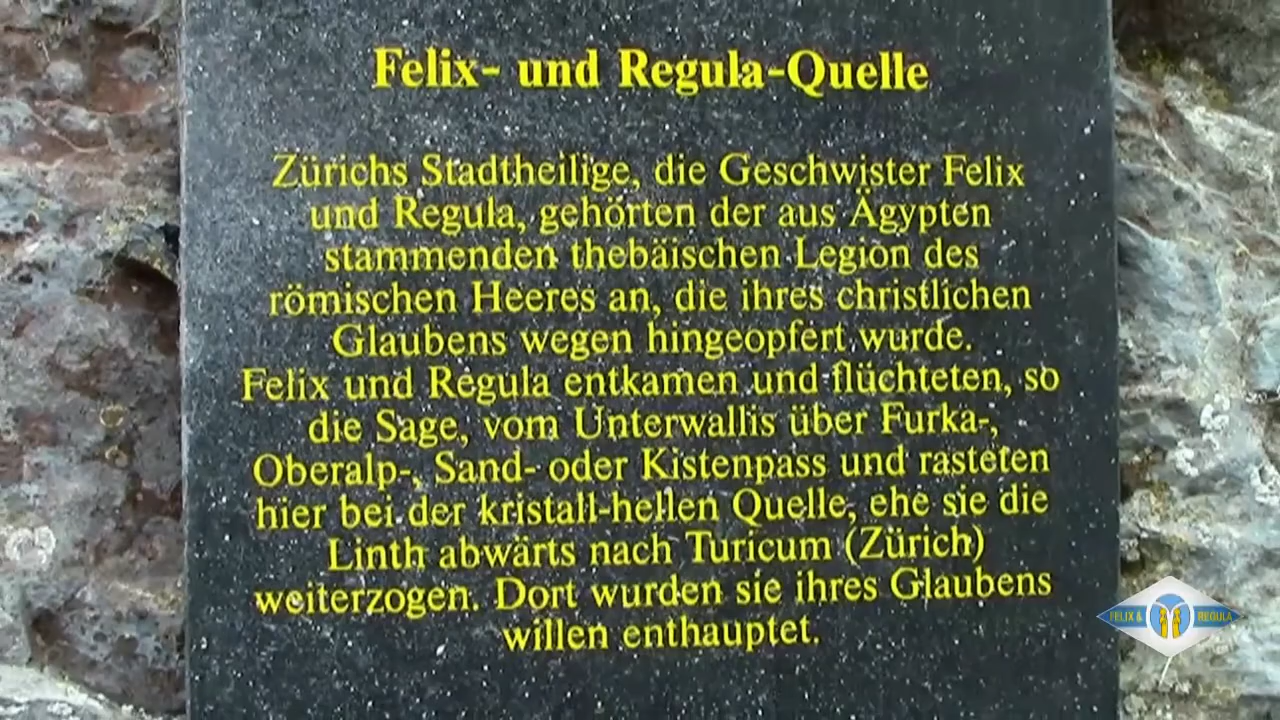 Felix- und Regula-Quelle
Zürichs Stadtheilige, die Geschwister Felix
und Regula, gehörten der aus Ägypten
stammenden thebäischen Legion des
römischen Heeres an, die ihres christlichen
Glaubens wegen hingeopfert wurde.
Felix und Regula entkamen und flüchteten, so
die Sage, vom Unterwallis über Furka-,
Oberalp-, Sand- oder Kistenpass und rasteten
hier bei der kristall-hellen Quelle, ehe sie die
Linth abwärts nach Turicum (Zürich)
weiterzogen. Dort wurden sie ihres Glaubens
willen enthauptet.
FELIX & REGULA